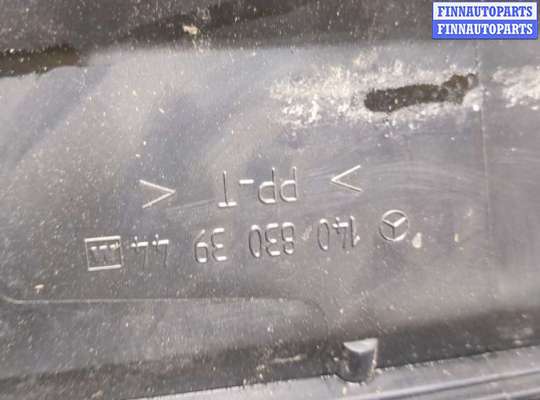 FINNAUTOPARTS
FINNAUTOPARTS
140 830 39 44
> PP-T <